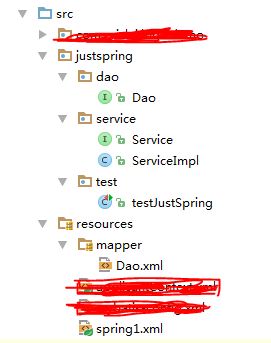 src
justspring
dao
Dao
service
Service
ServiceImpl
test
testJustSpring
resources
mapper
Dao.xml
spring1.xml